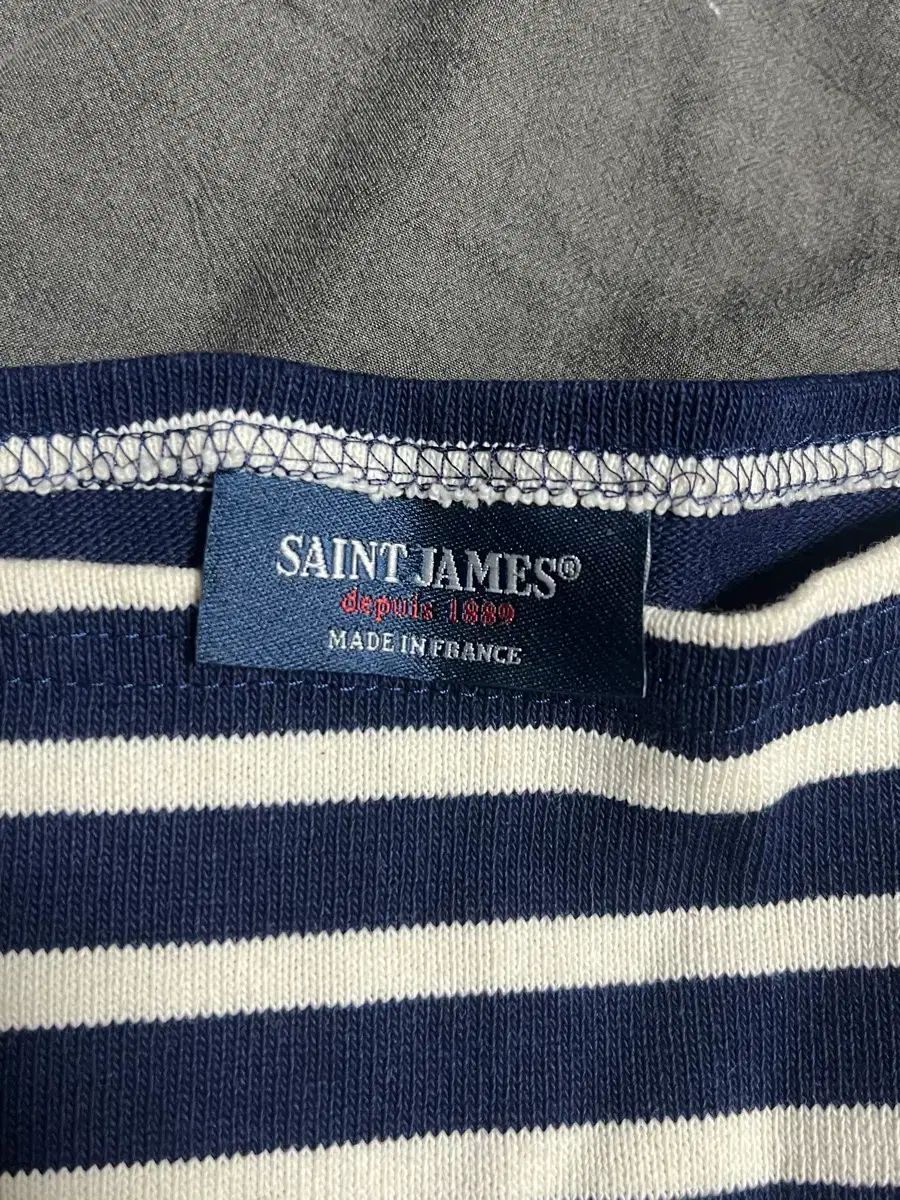 SAINT JAMES®
depuis 1889
MADE IN FRANCE